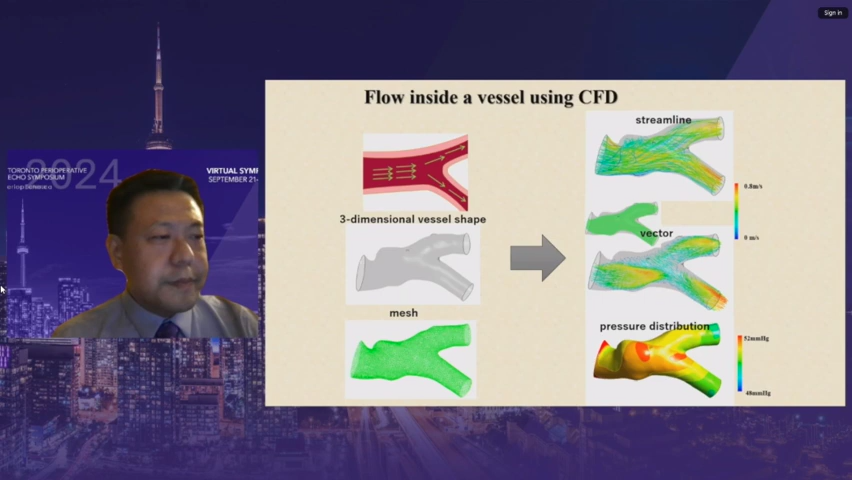 Sign in
2024
TORONTO PERIOPERATIVE
ECHO SYMPOSIUM
VIRTUAL SYMP
SEPTEMBER 21-
Flow inside a vessel using CFD
3-dimensional vessel shape
mesh
streamline
0.8m/s
0 m/s
vector
pressure distribution
52mmHg
48mmHg